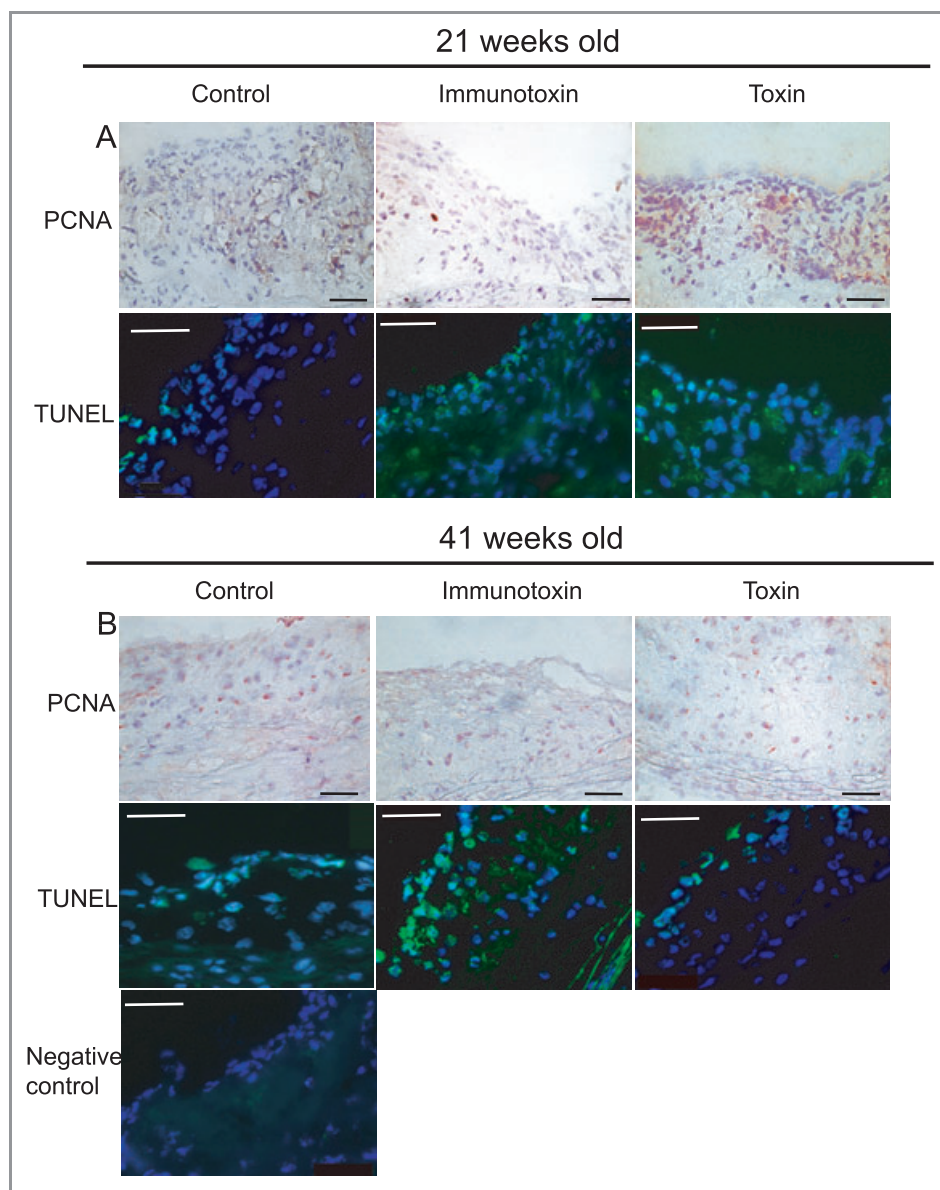 21 weeks old
Control Immunotoxin Toxin
A
PCNA
TUNEL
41 weeks old
Control Immunotoxin Toxin
B
PCNA
TUNEL
Negative
control